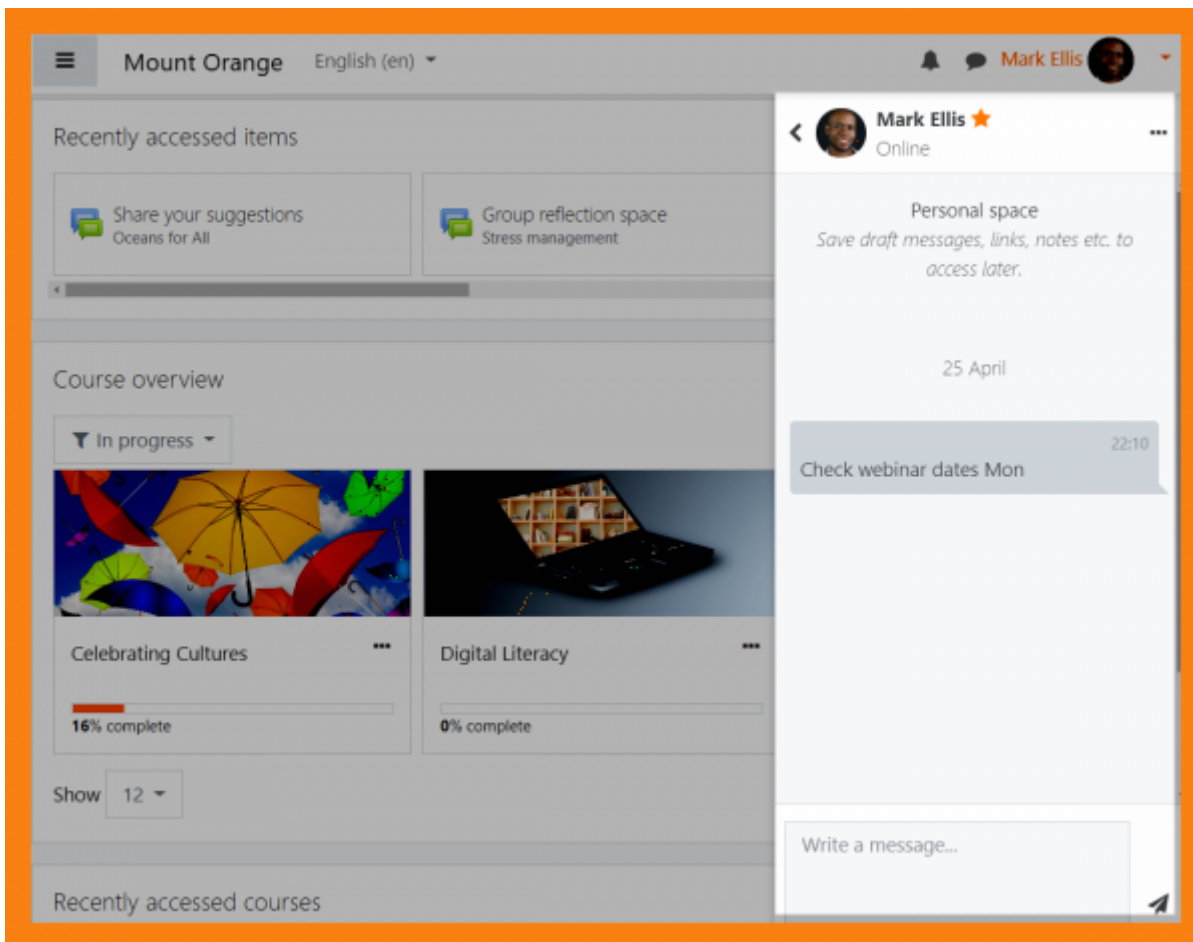 Mount Orange English (en)
Mark Ellis
Recently accessed items
Share your suggestions
Oceans for All
Group reflection space
Stress management
Course overview
In progress
Celebrating Cultures
16% complete
Digital Literacy
0% complete
Show 12
Recently accessed courses
Mark Ellis
Online
Personal space
Save draft messages, links, notes etc. to
access later.
25 April
22:10
Check webinar dates Mon
Write a message...